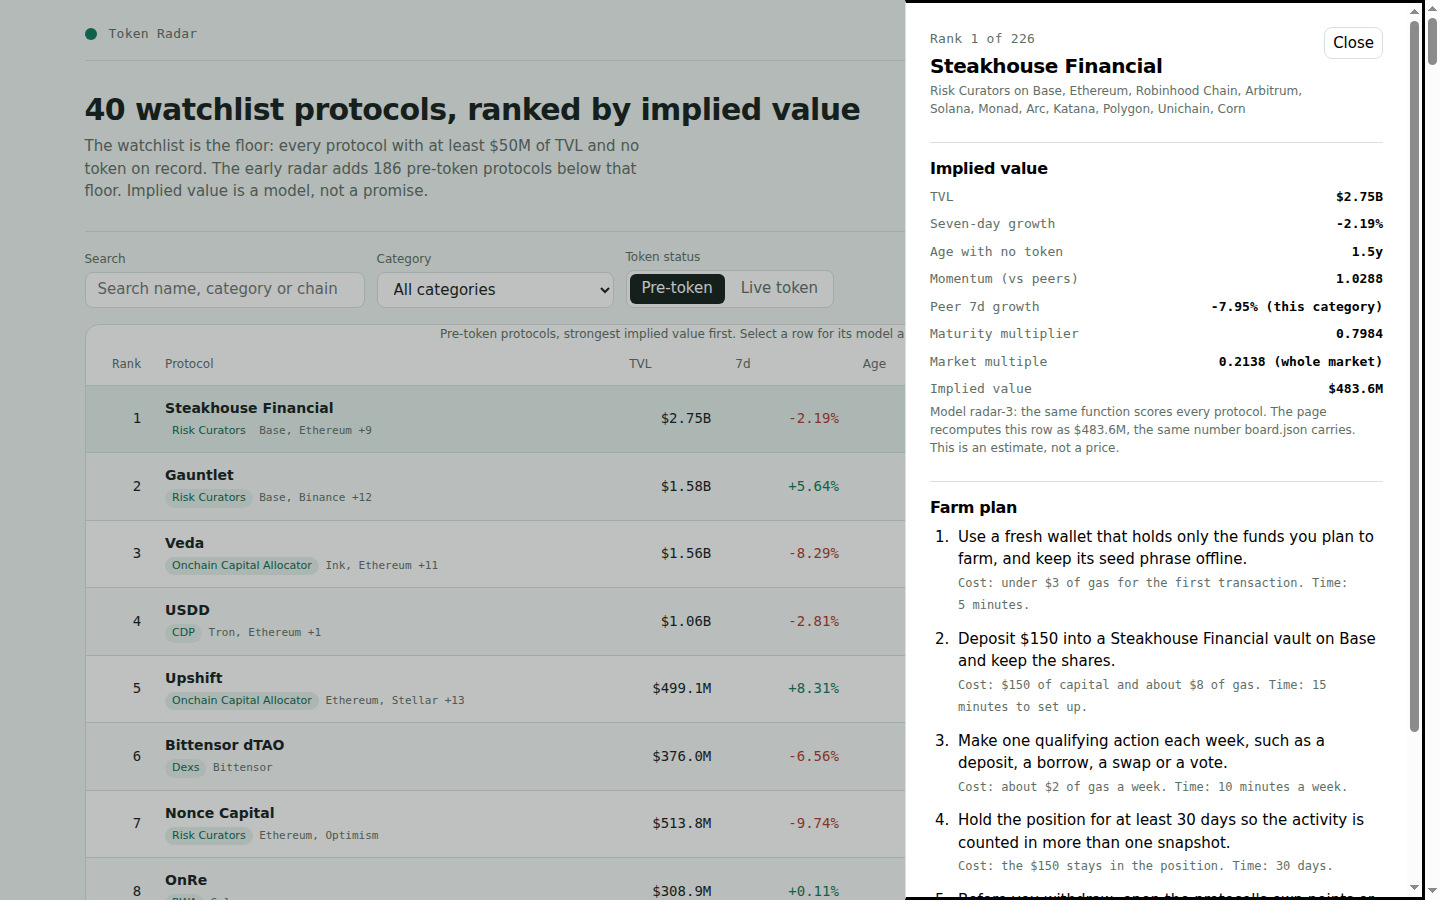 Token Radar
40 watchlist protocols, ranked by implied value
The watchlist is the floor: every protocol with at least $50M of TVL and no
token on record. The early radar adds 186 pre-token protocols below that
floor. Implied value is a model, not a promise.
Search
Category
Token status
Search name, category or chain
All categories
Pre-token
Live token
Pre-token protocols, strongest implied value first. Select a row for its model a
Rank Protocol TVL 7d Age
1 Steakhouse Financial $2.75B -2.19%
Risk Curators Base, Ethereum +9
2 Gauntlet $1.58B +5.64%
Risk Curators Base, Binance +12
3 Veda $1.56B -8.29%
Onchain Capital Allocator Ink, Ethereum +11
4 USDD $1.06B -2.81%
CDP Tron, Ethereum +1
5 Upshift $499.1M +8.31%
Onchain Capital Allocator Ethereum, Stellar +13
6 Bittensor dTAO $376.0M -6.56%
Dexs Bittensor
7 Nonce Capital $513.8M -9.74%
Risk Curators Ethereum, Optimism
8 OnRe $308.9M +0.11%
Rank 1 of 226
Close
Steakhouse Financial
Risk Curators on Base, Ethereum, Robinhood Chain, Arbitrum,
Solana, Monad, Arc, Katana, Polygon, Unichain, Corn
Implied value
TVL $2.75B
Seven-day growth -2.19%
Age with no token 1.5y
Momentum (vs peers) 1.0288
Peer 7d growth -7.95% (this category)
Maturity multiplier 0.7984
Market multiple 0.2138 (whole market)
Implied value $483.6M
Model radar-3: the same function scores every protocol. The page
recomputes this row as $483.6M, the same number board.json carries.
This is an estimate, not a price.
Farm plan
1. Use a fresh wallet that holds only the funds you plan to
farm, and keep its seed phrase offline.
Cost: under $3 of gas for the first transaction. Time:
5 minutes.
2. Deposit $150 into a Steakhouse Financial vault on Base
and keep the shares.
Cost: $150 of capital and about $8 of gas. Time: 15
minutes to set up.
3. Make one qualifying action each week, such as a
deposit, a borrow, a swap or a vote.
Cost: about $2 of gas a week. Time: 10 minutes a week.
4. Hold the position for at least 30 days so the activity is
counted in more than one snapshot.
Cost: the $150 stays in the position. Time: 30 days.